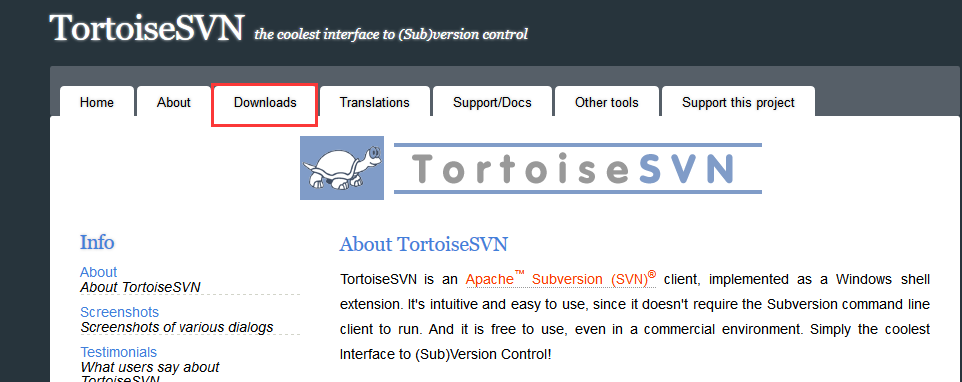 TortoiseSVN the coolest interface to (Sub)version control
Home About Downloads Translations Support/Docs Other tools Support this project
TortoiseSVN
Info
About
About TortoiseSVN
Screenshots
Screenshots of various dialogs
Testimonials
What users say about
TortoiseSVN
About TortoiseSVN
TortoiseSVN is an Apache™ Subversion (SVN)® client, implemented as a Windows shell
extension. It's intuitive and easy to use, since it doesn't require the Subversion command line
client to run. And it is free to use, even in a commercial environment. Simply the coolest
Interface to (Sub)Version Control!